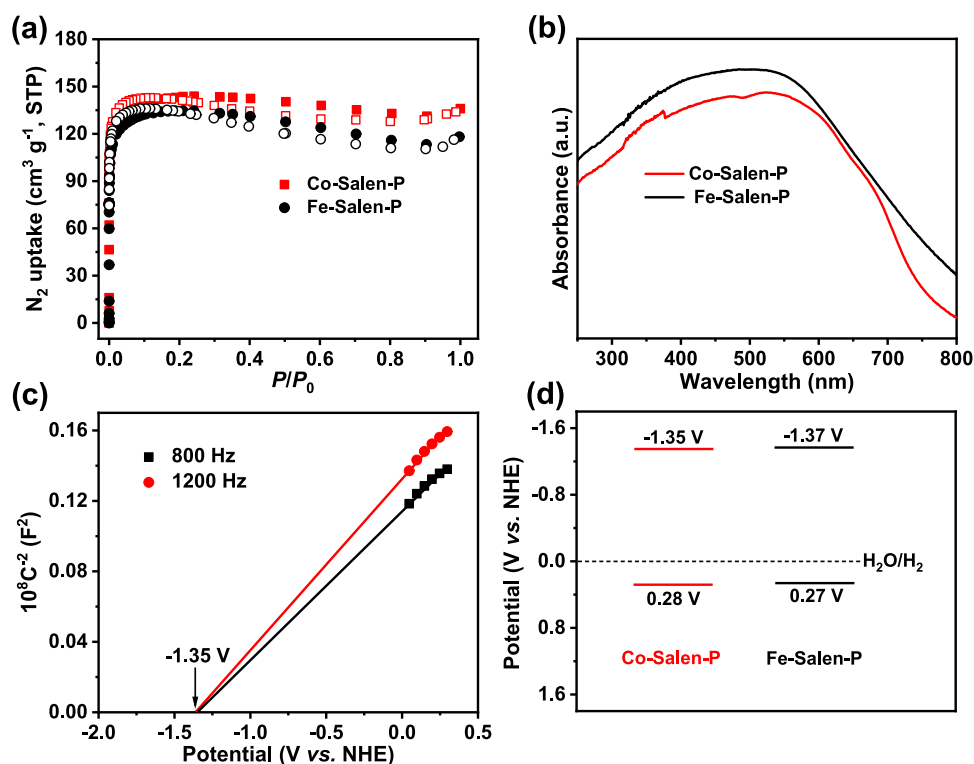 (a)
180
150
120
90
60
30
0
N₂ uptake (cm³ g⁻¹, STP)
Co-Salen-P
Fe-Salen-P
0.0 0.2 0.4 0.6 0.8 1.0
P/P₀
(b)
Absorbance (a.u.)
Co-Salen-P
Fe-Salen-P
300 400 500 600 700 800
Wavelength (nm)
(c)
0.16
0.12
0.08
0.04
0.00
10⁸C⁻² (F²)
800 Hz
1200 Hz
-1.35 V
-2.0 -1.5 -1.0 -0.5 0.0 0.5
Potential (V vs. NHE)
(d)
-1.6
-0.8
0.0
0.8
1.6
Potential (V vs. NHE)
-1.35 V -1.37 V
H₂O/H₂
0.28 V 0.27 V
Co-Salen-P Fe-Salen-P